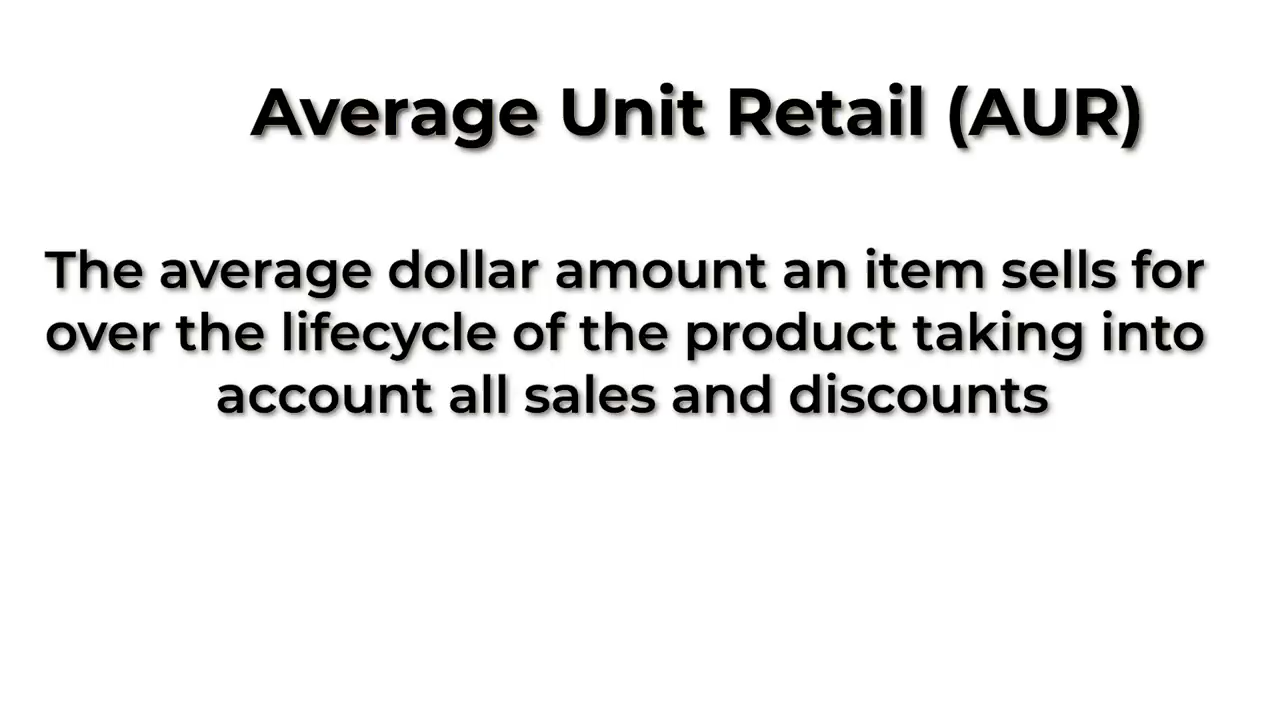 Average Unit Retail (AUR)
The average dollar amount an item sells for
over the lifecycle of the product taking into
account all sales and discounts